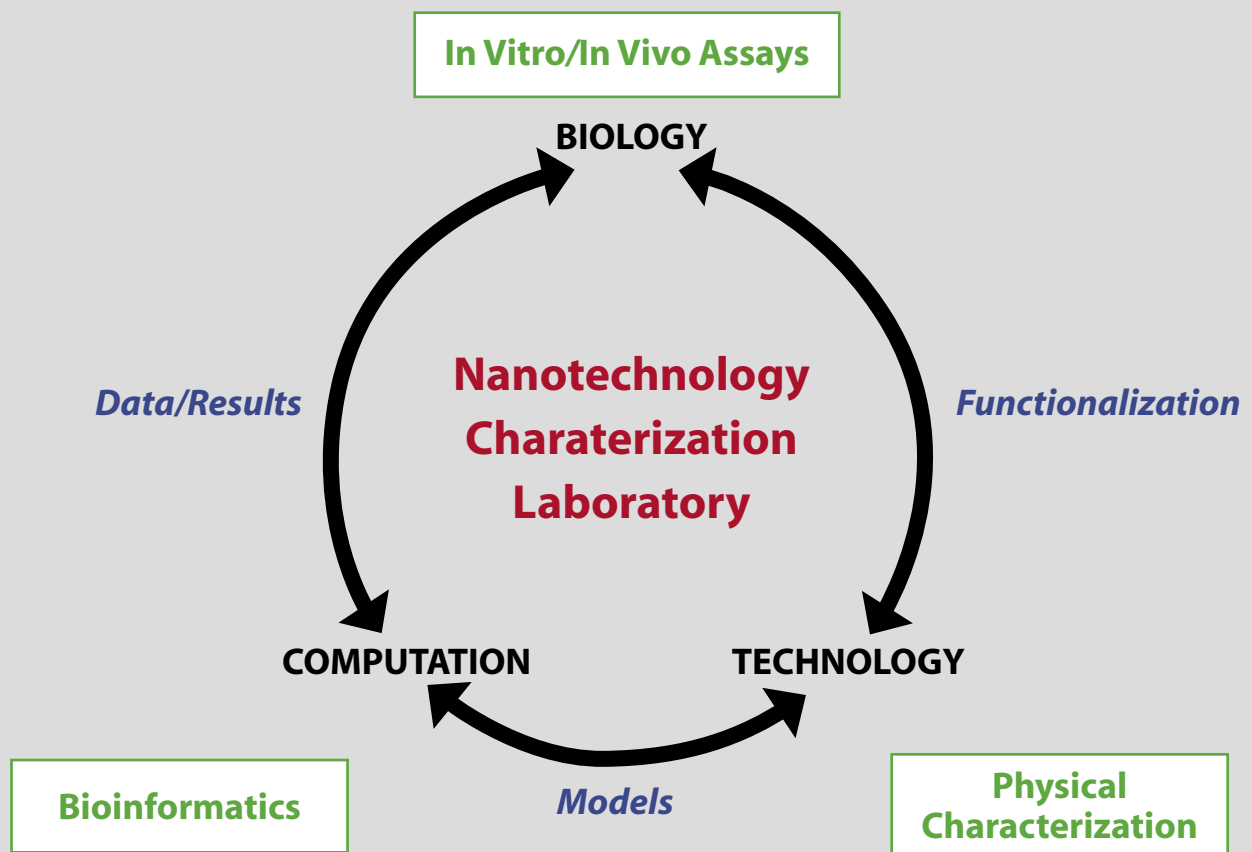 In Vitro/In Vivo Assays
BIOLOGY
Data/Results
Nanotechnology
Charaterization
Laboratory
Functionalization
COMPUTATION
TECHNOLOGY
Models
Bioinformatics
Physical
Characterization